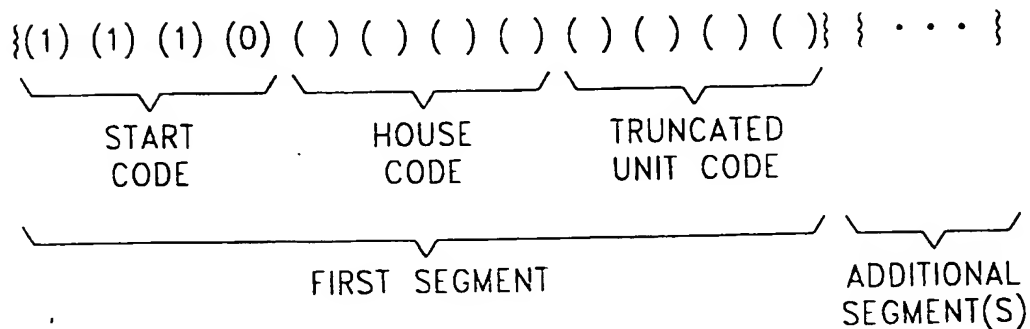 {(1) (1) (1) (0) ( ) ( ) ( ) ( ) ( ) ( ) ( ) ( )} { · · · }
START CODE
HOUSE CODE
TRUNCATED UNIT CODE
FIRST SEGMENT
ADDITIONAL SEGMENT(S)